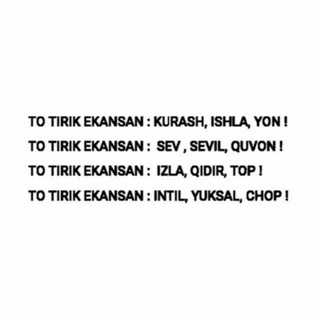 TO TIRIK EKANSAN : KURASH, ISHLA, YON !
TO TIRIK EKANSAN :  SEV , SEVIL, QUVON !
TO TIRIK EKANSAN :  IZLA, QIDIR, TOP !
TO TIRIK EKANSAN : INTIL, YUKSAL, CHOP !